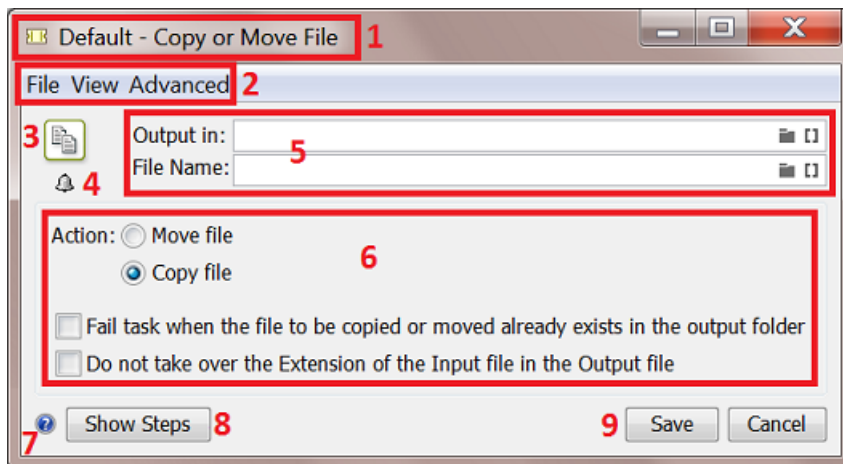 Default - Copy or Move File 1
File View Advanced 2
3 Output in: 5
4 File Name:
Action: Move file
6
Copy file
Fail task when the file to be copied or moved already exists in the output folder
Do not take over the Extension of the Input file in the Output file
7 Show Steps 8 9 Save Cancel